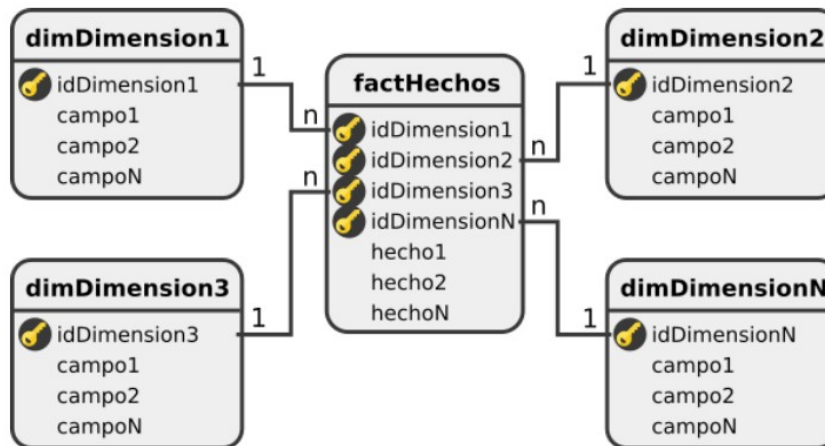 dimDimension1
idDimension1
campo1
campo2
campoN
1
n
factHechos
idDimension1
idDimension2
idDimension3
idDimensionN
hecho1
hecho2
hechoN
dimDimension2
idDimension2
campo1
campo2
campoN
1
n
dimDimension3
idDimension3
campo1
campo2
campoN
1
n
dimDimensionN
idDimensionN
campo1
campo2
campoN
1
n